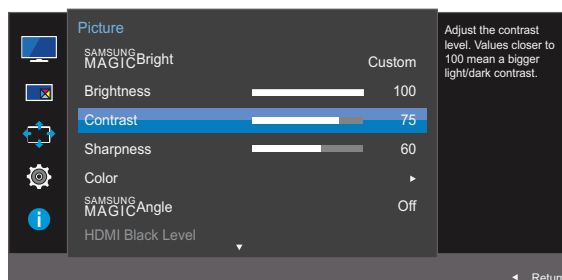 Picture
SAMSUNG MAGIC Bright Custom
Brightness 100
Contrast 75
Sharpness 60
Color
SAMSUNG MAGIC Angle Off
HDMI Black Level
Adjust the contrast
level. Values closer to
100 mean a bigger
light/dark contrast.
Return